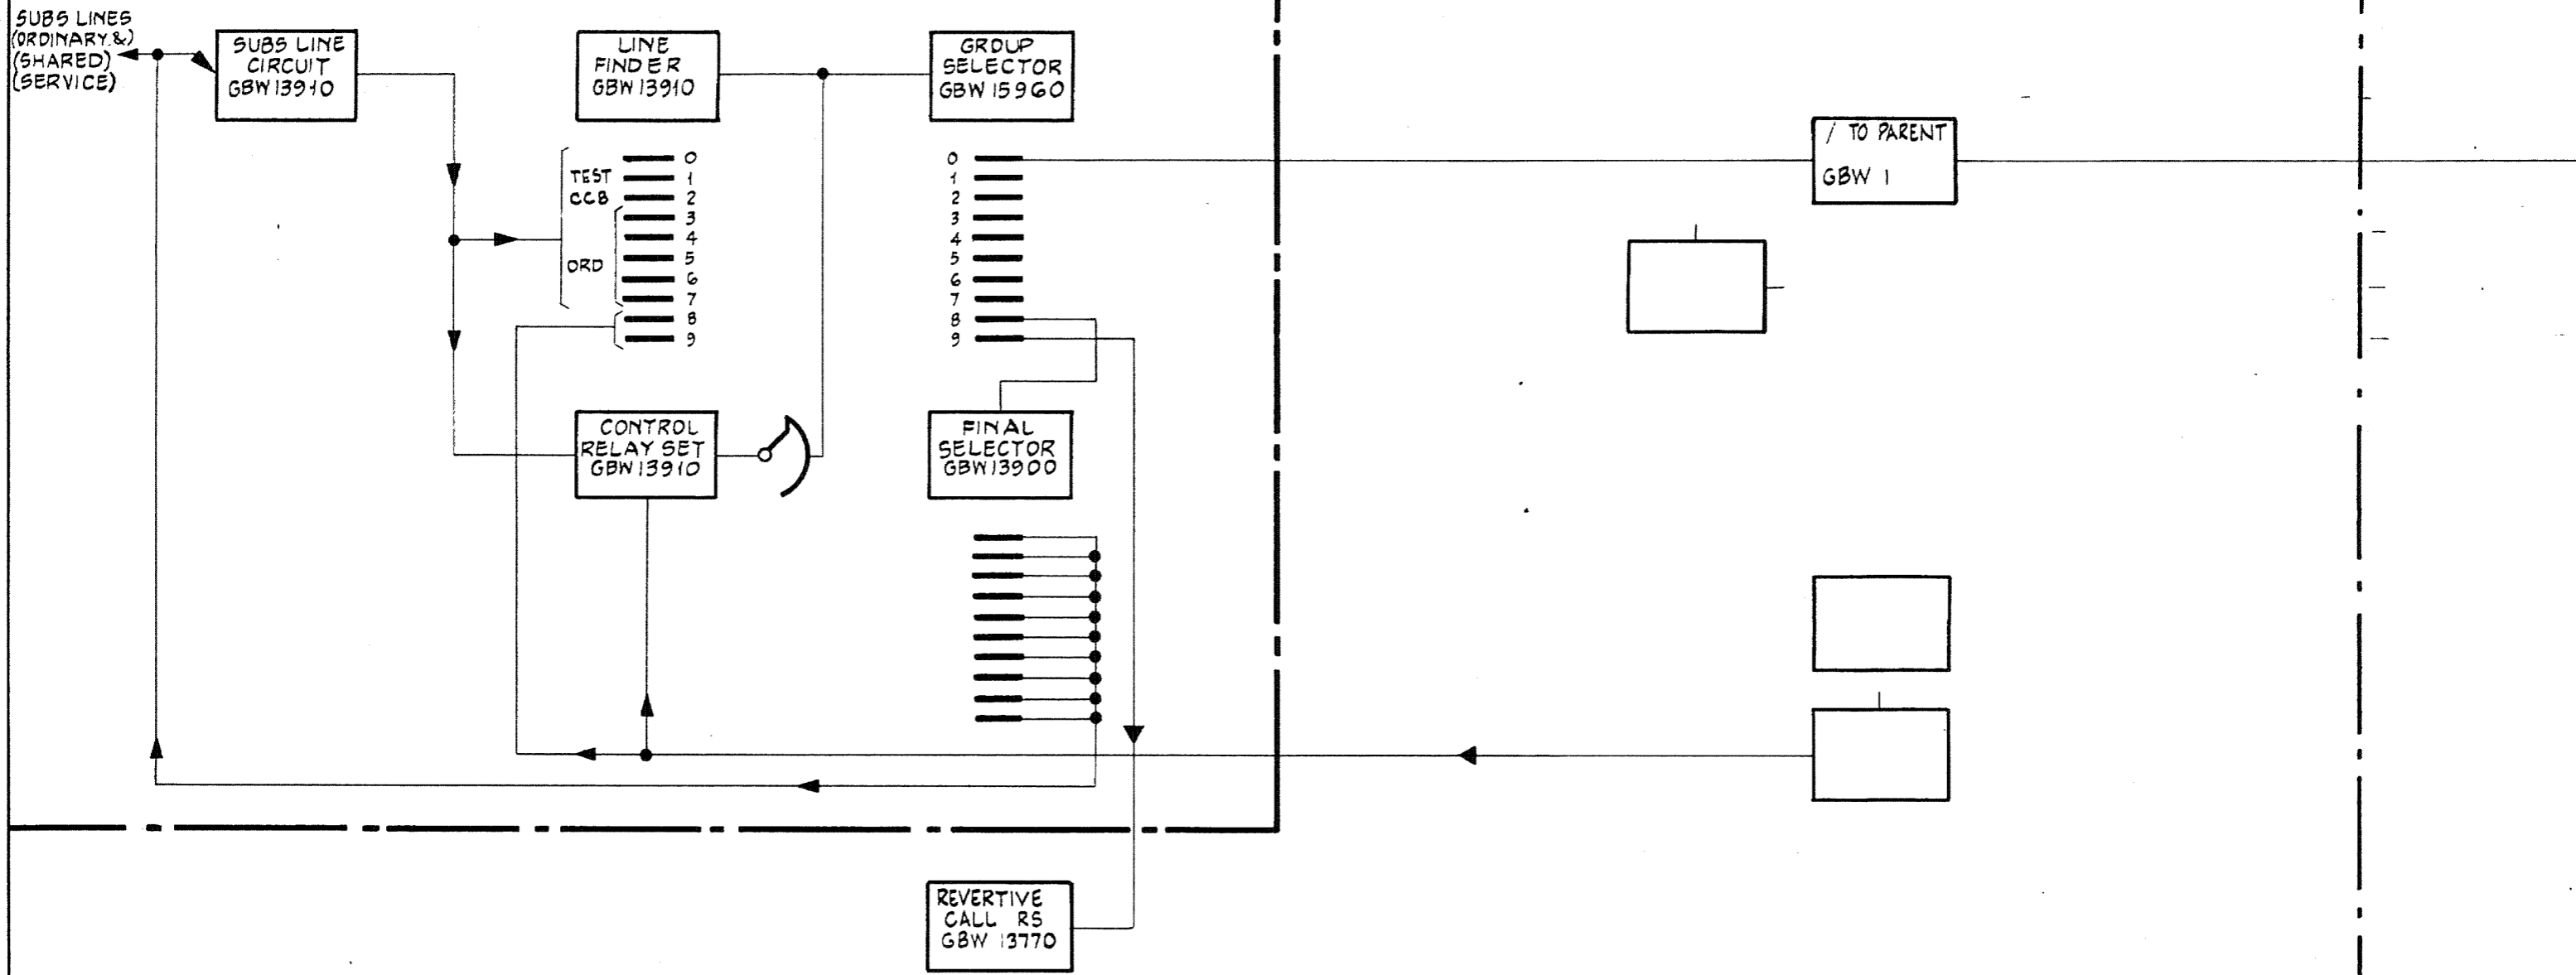 SUBS LINES
(ORDINARY &)
(SHARED)
(SERVICE)
SUBS LINE
CIRCUIT
GBW 13910
LINE
FINDER
GBW 13910
GROUP
SELECTOR
GBW 15960
/ TO PARENT
GBW 1
TEST
CCB
ORD
0
1
2
3
4
5
6
7
8
9
0
1
2
3
4
5
6
7
8
9
CONTROL
RELAY SET
GBW 13910
FINAL
SELECTOR
GBW 13900
REVERTIVE
CALL RS
GBW 13770